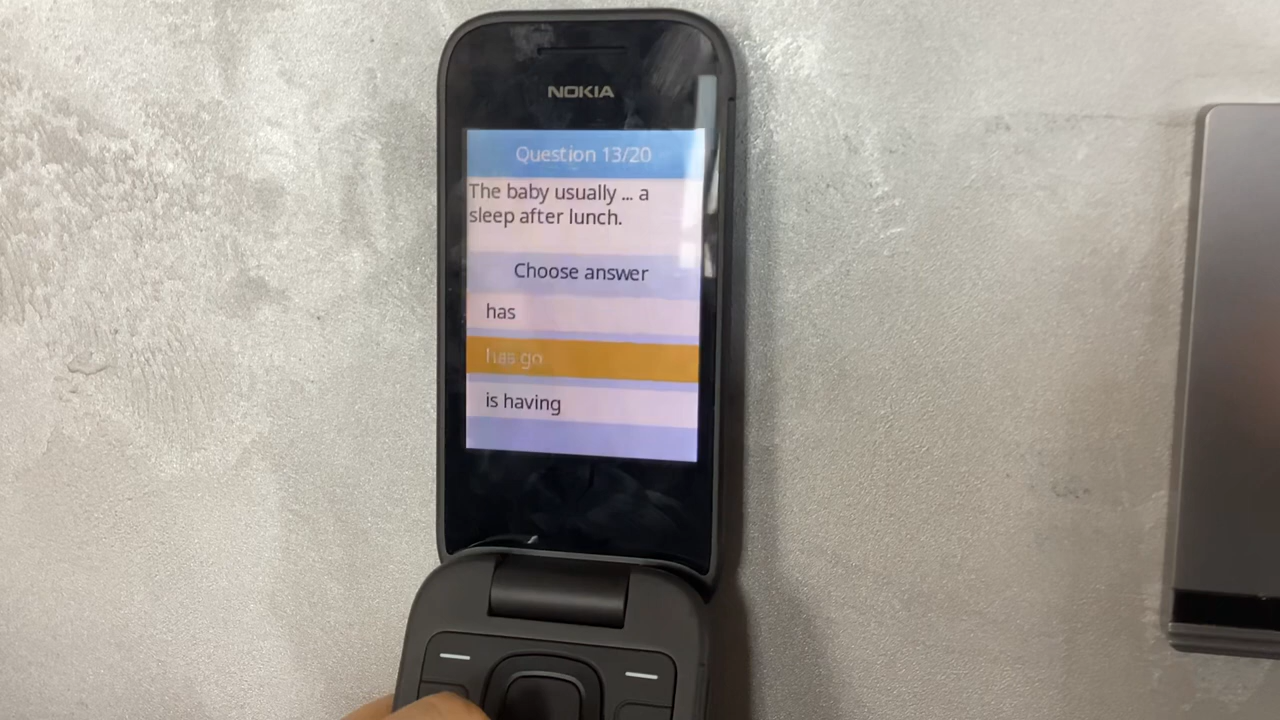 NOKIA
Question 13/20
The baby usually ... a
sleep after lunch.
Choose answer
has
has go
is having